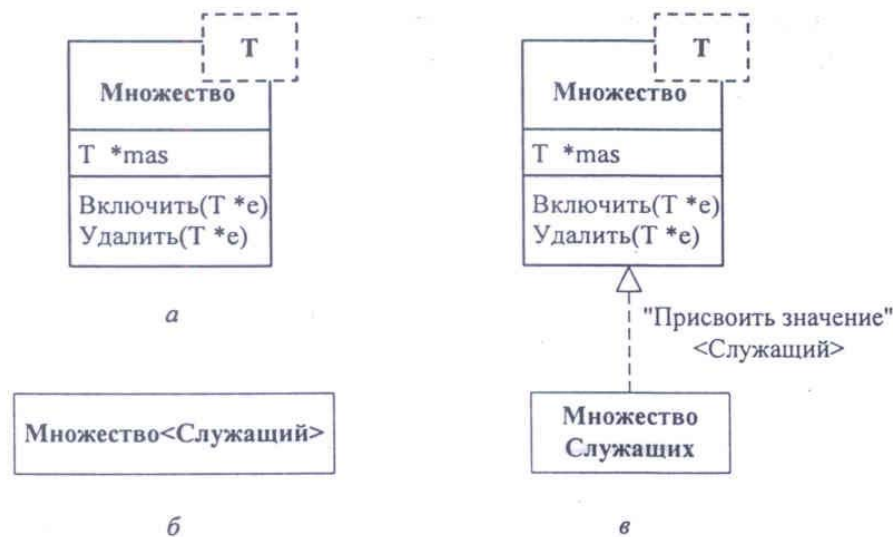 T
Множество
T *mas
Включить(T *e)
Удалить(T *e)
а
Множество<Служащий>
б
T
Множество
T *mas
Включить(T *e)
Удалить(T *e)
"Присвоить значение"
<Служащий>
Множество
Служащих
в